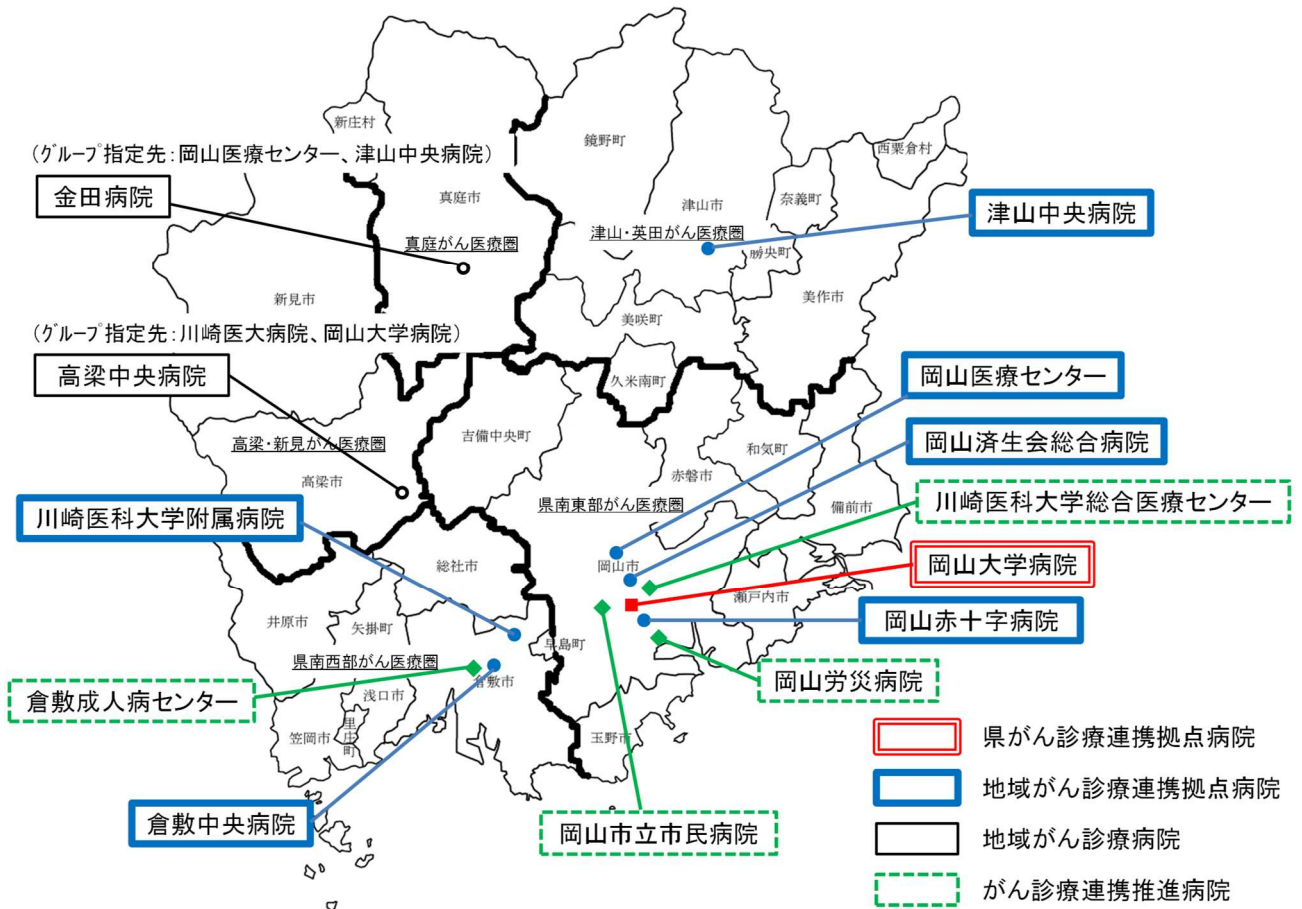 新庄村
鏡野町
西粟倉村
(グループ指定先:岡山医療センター、津山中央病院)
金田病院
真庭市
津山市
奈義町
津山中央病院
真庭がん医療圏
津山・英田がん医療圏
勝央町
新見市
美作市
美咲町
(グループ指定先:川崎医大病院、岡山大学病院)
高梁中央病院
久米南町
岡山医療センター
吉備中央町
高梁・新見がん医療圏
和気町
岡山済生会総合病院
赤磐市
高梁市
県南東部がん医療圏
川崎医科大学総合医療センター
備前市
川崎医科大学附属病院
総社市
岡山市
岡山大学病院
瀬戸内市
井原市
矢掛町
早島町
岡山赤十字病院
県南西部がん医療圏
倉敷市
岡山労災病院
倉敷成人病センター
浅口市
里庄町
笠岡市
玉野市
県がん診療連携拠点病院
地域がん診療連携拠点病院
倉敷中央病院
岡山市立市民病院
地域がん診療病院
がん診療連携推進病院